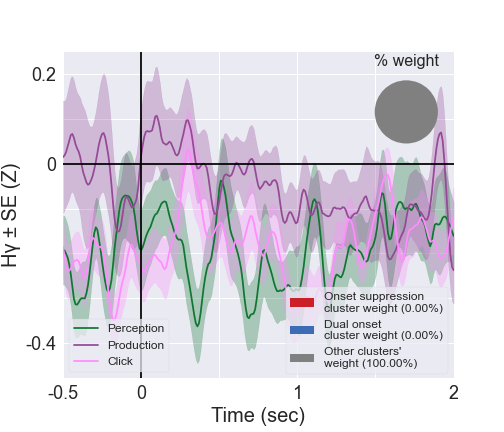 % weight
0.2
0
-0.4
Hγ ± SE (Z)
Perception
Production
Click
Onset suppression
cluster weight (0.00%)
Dual onset
cluster weight (0.00%)
Other clusters'
weight (100.00%)
-0.5
0
1
2
Time (sec)